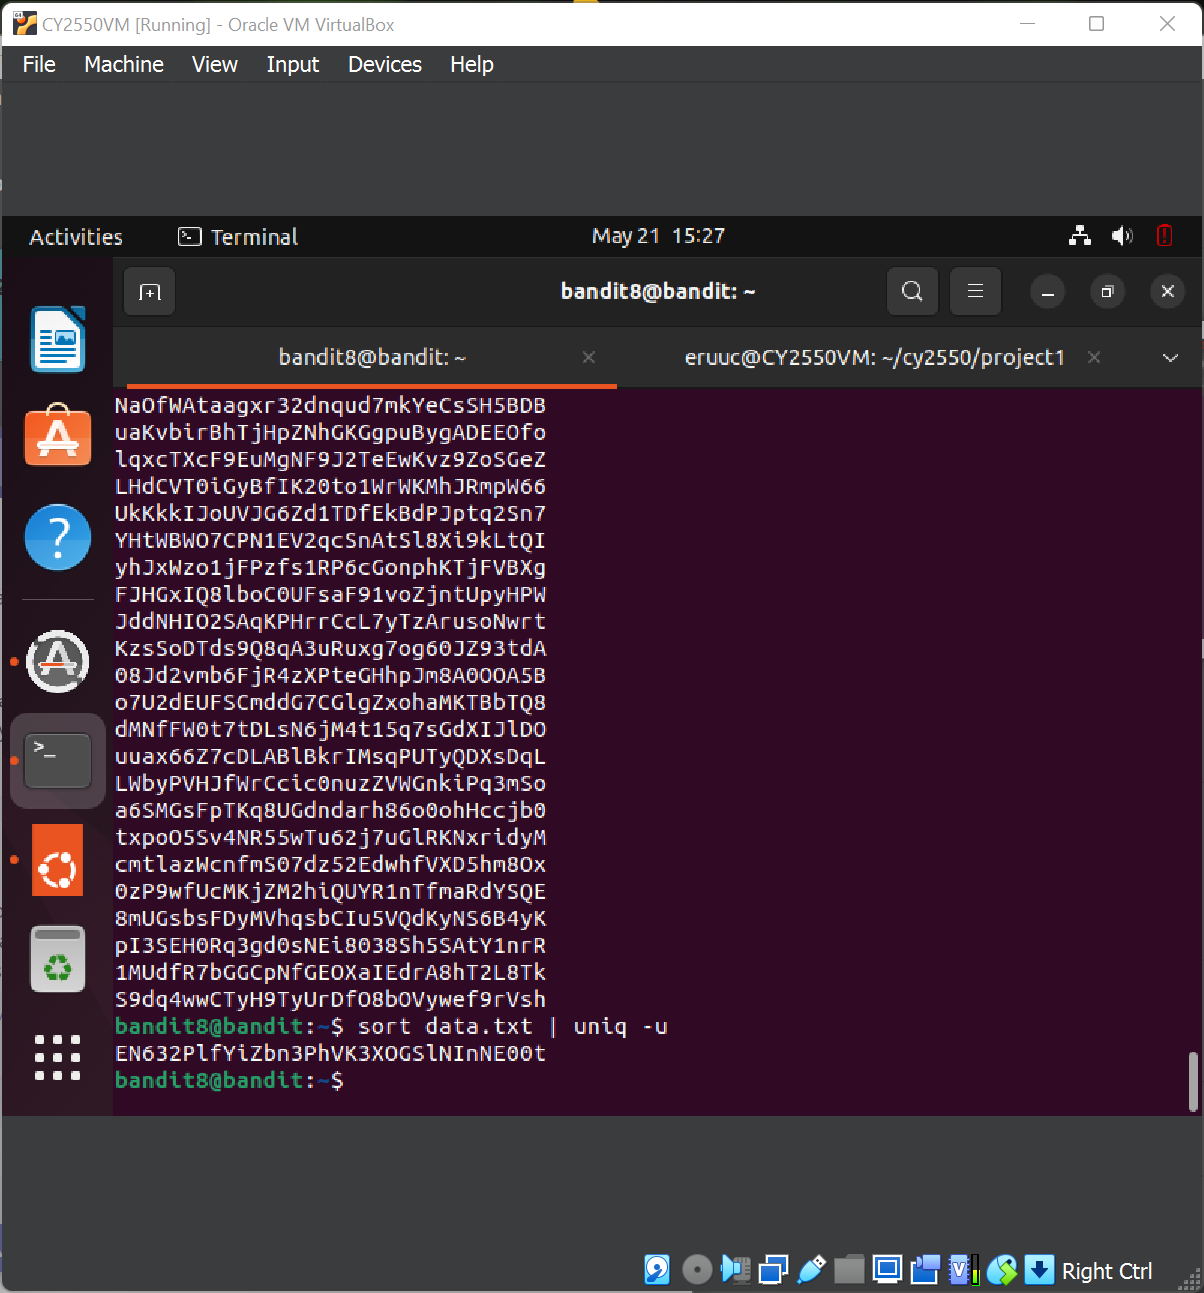 CY2550VM [Running] - Oracle VM VirtualBox
File Machine View Input Devices Help
Activities Terminal May 21 15:27
bandit8@bandit: ~
bandit8@bandit: ~ eruuc@CY2550VM: ~/cy2550/project1
NaOfWAtaagxr32dnqud7mkYeCsSH5BDB
uaKvbirBhTjHpZNhGKGgpuBygADEEOfo
lqxcTXcF9EuMgNF9J2TeEwKvz9ZoSGeZ
LHdCVT0iGyBfIK20to1WrWKMhJRmpW66
UkKkkIJoUVJG6Zd1TDfEkBdPJptq2Sn7
YHtWBWO7CPN1EV2qcSnAtSl8Xi9kLtQI
yhJxWzo1jFPzfs1RP6cGonphKTjFVBXg
FJHGxIQ8lboC0UFsaF91voZjntUpyHPW
JddNHIO2SAqKPHrrCcL7yTzArusoNwrt
KzsSoDTds9Q8qA3uRuxg7og60JZ93tdA
08Jd2vmb6FjR4zXPteGHhpJm8A0OOA5B
o7U2dEUFSCmddG7CGlgZxohaMKTBbTQ8
dMNfFW0t7tDLsN6jM4t15q7sGdXIJlDO
uuax66Z7cDLABlBkrIMsqPUTyQDXsDqL
LWbyPVHJfWrCcic0nuzZVWGnkiPq3mSo
a6SMGsFpTKq8UGdndarh86o0ohHccjb0
txpoO5Sv4NR55wTu62j7uGlRKNxridyM
cmtlazWcnfmS07dz52EdwhfVXD5hm8Ox
0zP9wfUcMKjZM2hiQUYR1nTfmaRdYSQE
8mUGsbsFDyMVhqsbCIu5VQdKyNS6B4yK
pI3SEH0Rq3gd0sNEi8038Sh5SAtY1nrR
1MUdfR7bGGCpNfGEOXaIEdrA8hT2L8Tk
S9dq4wwCTyH9TyUrDfO8bOVywef9rVsh
bandit8@bandit:~$ sort data.txt | uniq -u
EN632PlfYiZbn3PhVK3XOGSlNInNE00t
bandit8@bandit:~$
Right Ctrl